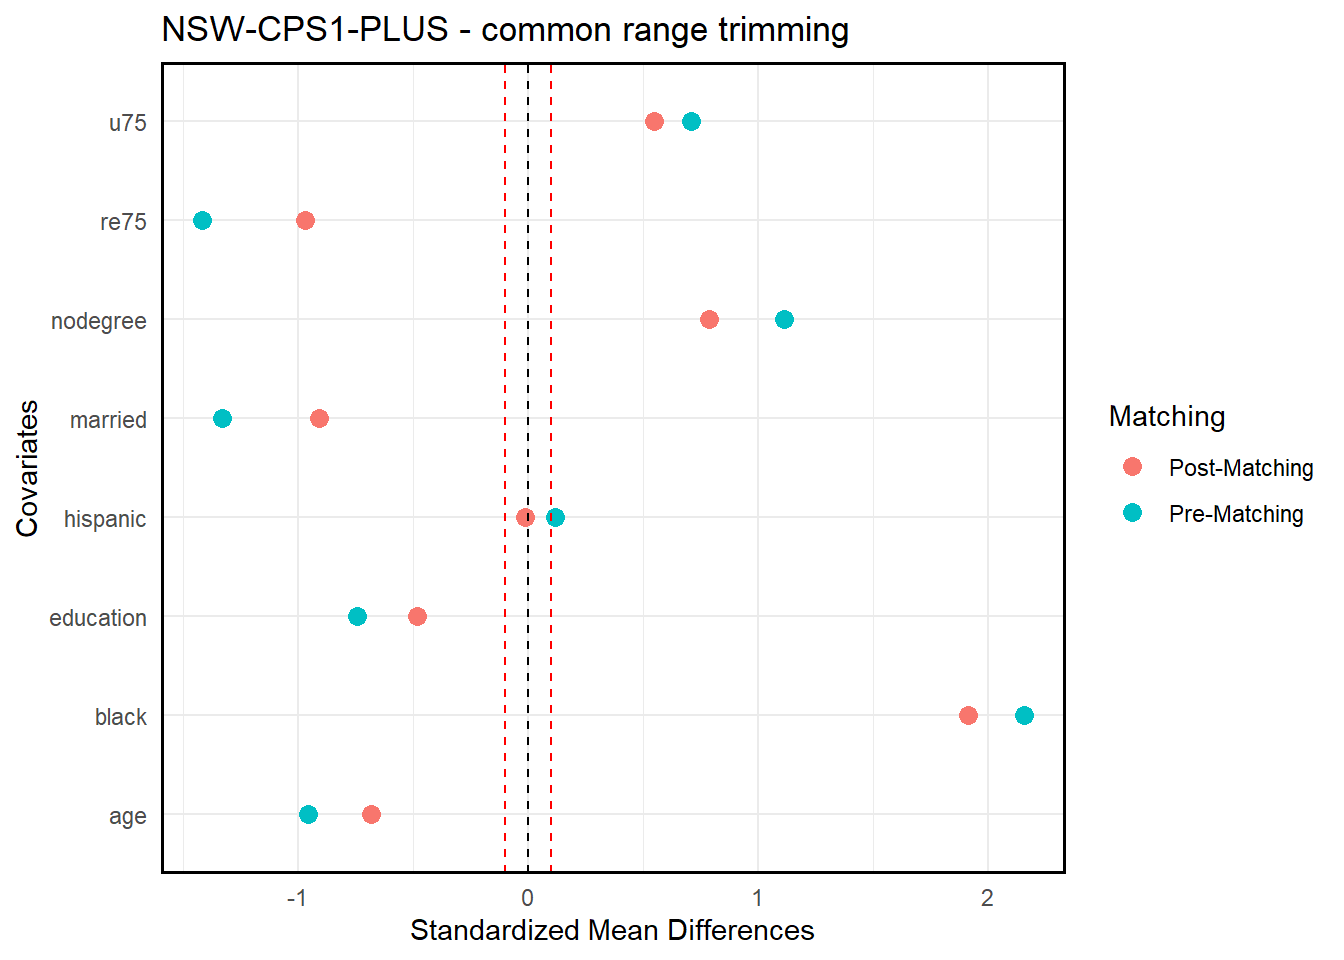 NSW-CPS1-PLUS - common range trimming
u75
re75
nodegree
married
hispanic
education
black
age
Covariates
-1
0
1
2
Standardized Mean Differences
Matching
Post-Matching
Pre-Matching